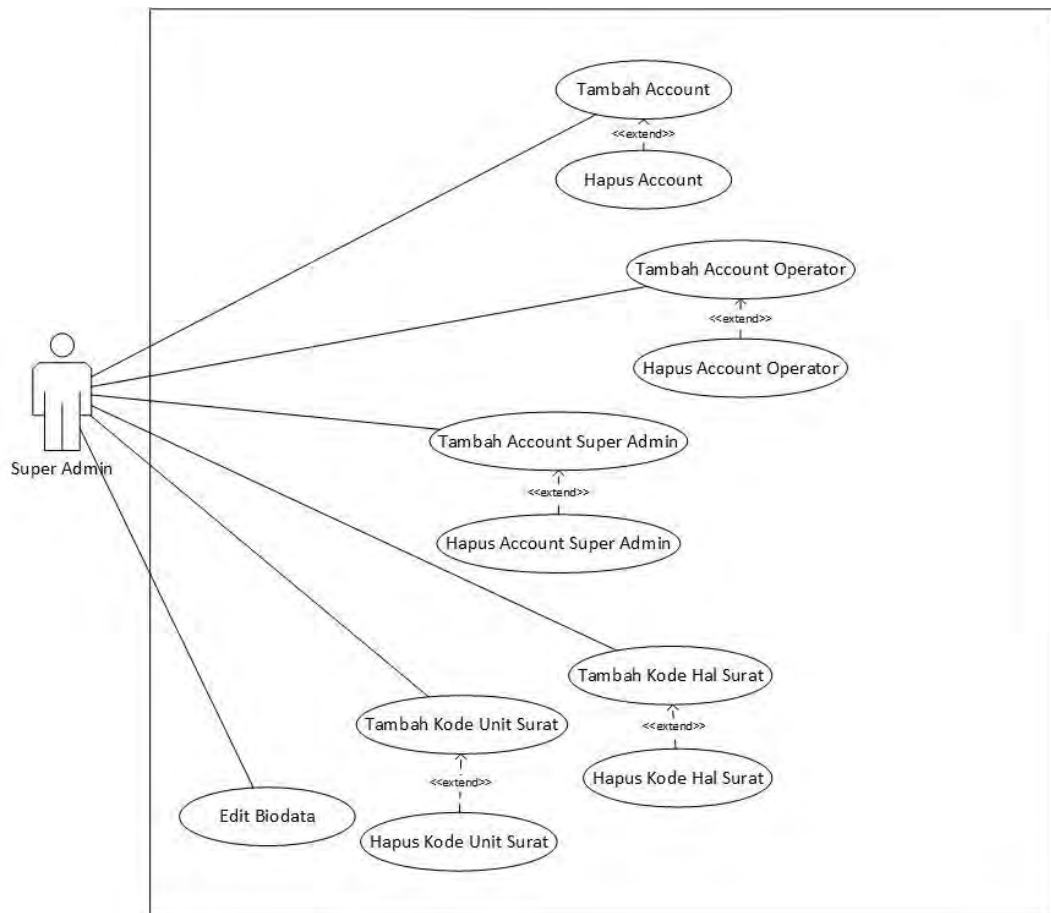 Tambah Account
<<extend>>
Hapus Account
Tambah Account Operator
<<extend>>
Hapus Account Operator
Super Admin
Tambah Account Super Admin
<<extend>>
Hapus Account Super Admin
Tambah Kode Hal Surat
<<extend>>
Hapus Kode Hal Surat
Tambah Kode Unit Surat
<<extend>>
Hapus Kode Unit Surat
Edit Biodata